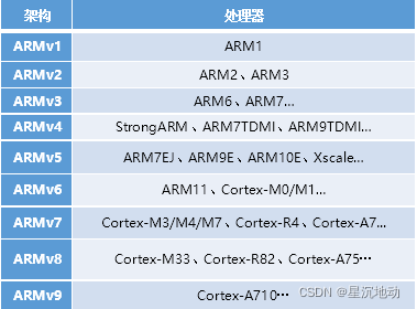 架构 处理器
ARMv1 ARM1
ARMv2 ARM2、ARM3
ARMv3 ARM6、ARM7...
ARMv4 StrongARM、ARM7TDMI、ARM9TDMI...
ARMv5 ARM7EJ、ARM9E、ARM10E、Xscale...
ARMv6 ARM11、Cortex-M0/M1...
ARMv7 Cortex-M3/M4/M7、Cortex-R4、Cortex-A7...
ARMv8 Cortex-M33、Cortex-R82、Cortex-A75…
ARMv9 Cortex-A710…
CSDN @星沉地动